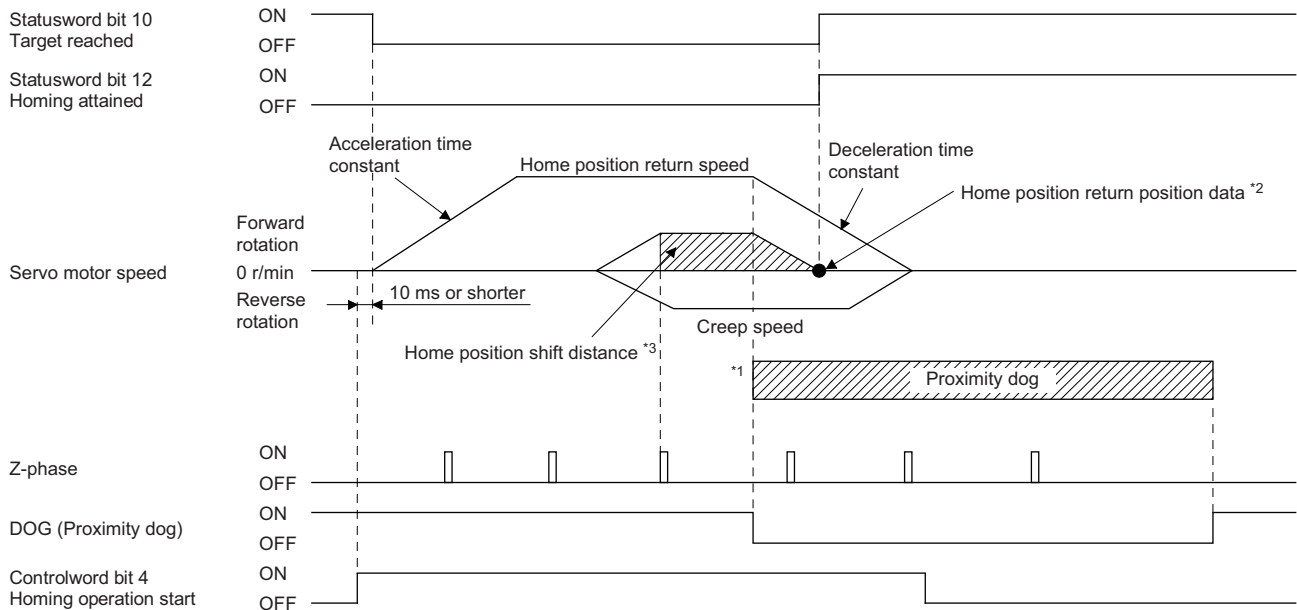 Statusword bit 10
Target reached
ON
OFF
Statusword bit 12
Homing attained
ON
OFF
Acceleration time
constant
Home position return speed
Deceleration time
constant
Home position return position data *2
Forward
rotation
Servo motor speed
0 r/min
Reverse
rotation
10 ms or shorter
Creep speed
Home position shift distance *3
*1
Proximity dog
Z-phase
ON
OFF
DOG (Proximity dog)
ON
OFF
Controlword bit 4
Homing operation start
ON
OFF